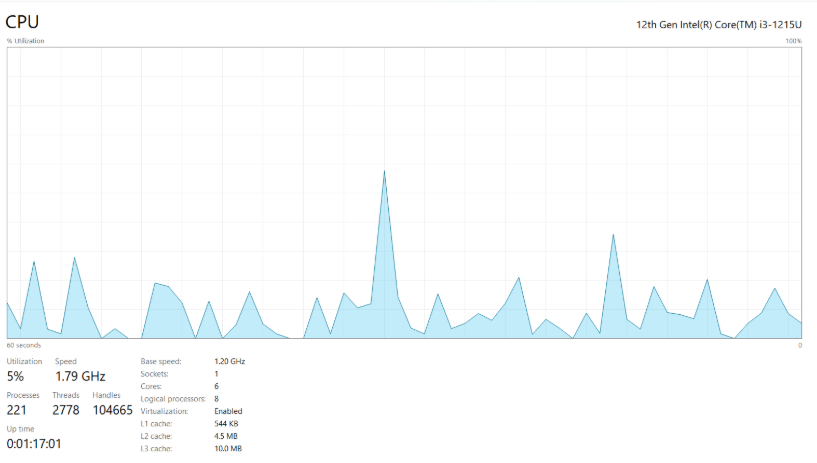 CPU 12th Gen Intel(R) Core(TM) i3-1215U
% Utilization 100%
60 seconds 0
Utilization Speed
5% 1.79 GHz
Processes Threads Handles
221 2778 104665
Up time
0:01:17:01
Base speed: 1.20 GHz
Sockets: 1
Cores: 6
Logical processors: 8
Virtualization: Enabled
L1 cache: 544 KB
L2 cache: 4.5 MB
L3 cache: 10.0 MB